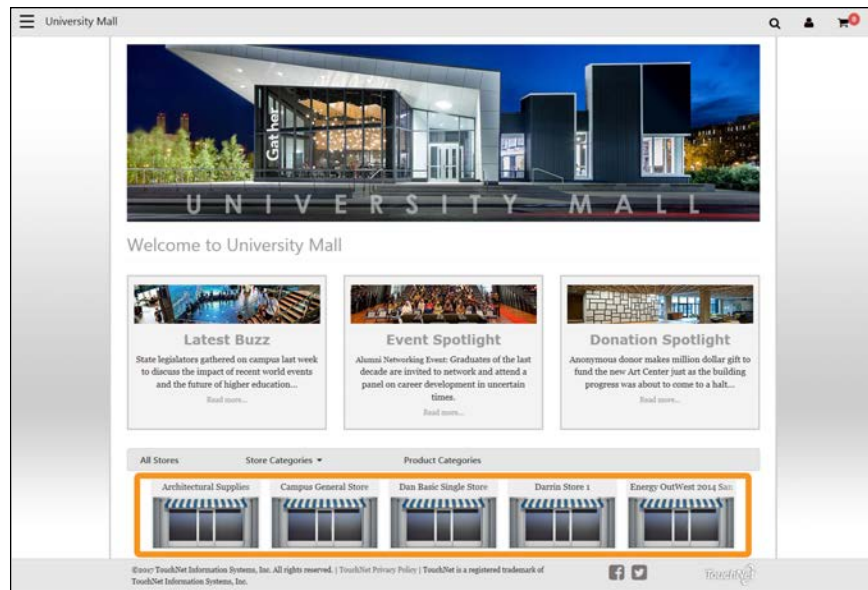 University Mall
0
Gather
UNIVERSITY MALL
Welcome to University Mall
Latest Buzz
State legislators gathered on campus last week
to discuss the impact of recent world events
and the future of higher education...
Read more...
Event Spotlight
Alumni Networking Event: Graduates of the last
decade are invited to network and attend a
panel on career development in uncertain
times.
Read more...
Donation Spotlight
Anonymous donor makes million dollar gift to
fund the new Art Center just as the building
progress was about to come to a halt...
Read more...
All Stores Store Categories Product Categories
Architectural Supplies Campus General Store Dan Basic Single Store Darrin Store 1 Energy OutWest 2014 San
©2017 TouchNet Information Systems, Inc. All rights reserved. | TouchNet Privacy Policy | TouchNet is a registered trademark of
TouchNet Information Systems, Inc.
TouchNet